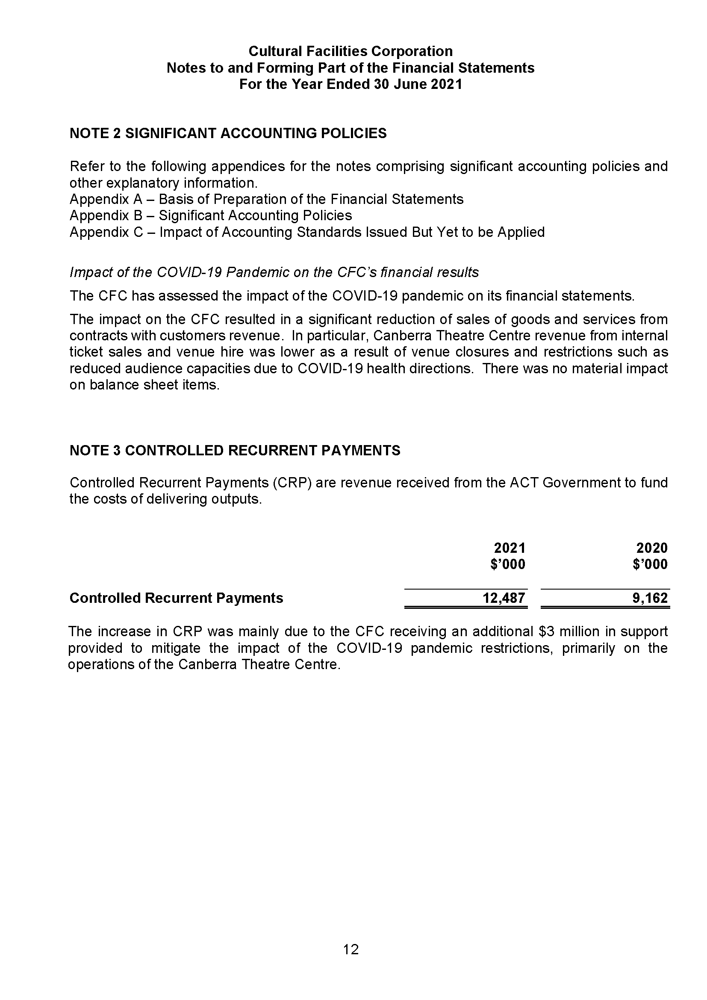 Cultural Facilities Corporation
Notes to and Forming Part of the Financial Statements
For the Year Ended 30 June 2021
NOTE 2 SIGNIFICANT ACCOUNTING POLICIES
Refer to the following appendices for the notes comprising significant accounting policies and
other explanatory information.
Appendix A – Basis of Preparation of the Financial Statements
Appendix B – Significant Accounting Policies
Appendix C – Impact of Accounting Standards Issued But Yet to be Applied
Impact of the COVID-19 Pandemic on the CFC’s financial results
The CFC has assessed the impact of the COVID-19 pandemic on its financial statements.
The impact on the CFC resulted in a significant reduction of sales of goods and services from
contracts with customers revenue.  In particular, Canberra Theatre Centre revenue from internal
ticket sales and venue hire was lower as a result of venue closures and restrictions such as
reduced audience capacities due to COVID-19 health directions.  There was no material impact
on balance sheet items.
NOTE 3 CONTROLLED RECURRENT PAYMENTS
Controlled Recurrent Payments (CRP) are revenue received from the ACT Government to fund
the costs of delivering outputs.
2021 2020
$’000 $’000
Controlled Recurrent Payments 12,487 9,162
The increase in CRP was mainly due to the CFC receiving an additional $3 million in support
provided to mitigate the impact of the COVID-19 pandemic restrictions, primarily on the
operations of the Canberra Theatre Centre.
12